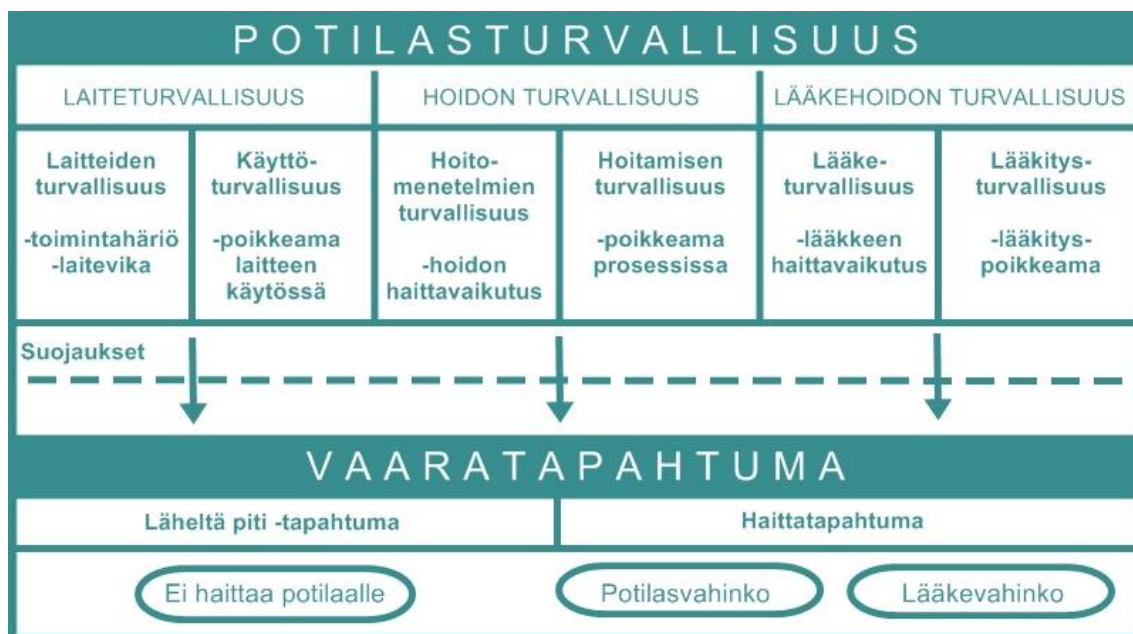 POTILASTURVALLISUUS
LAITETURVALLISUUS
HOIDON TURVALLISUUS
LÄÄKEHOIDON TURVALLISUUS
Laitteiden
turvallisuus
-toimintahäriö
-laitevika
Käyttö-
turvallisuus
-poikkeama
laitteen
käytössä
Hoito-
menetelmien
turvallisuus
-hoidon
haittavaikutus
Hoitamisen
turvallisuus
-poikkeama
prosessissa
Lääke-
turvallisuus
-lääkkeen
haittavaikutus
Lääkitys-
turvallisuus
-lääkitys-
poikkeama
Suojaukset
VAARATAPAHTUMA
Läheltä piti -tapahtuma
Haittatapahtuma
Ei haittaa potilaalle
Potilasvahinko
Lääkevahinko